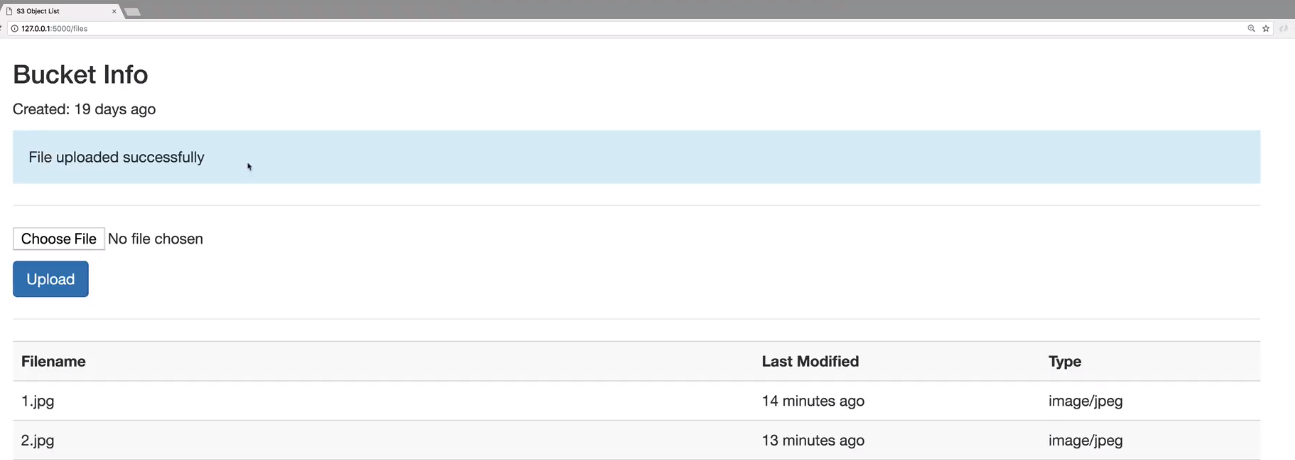 S3 Object List
127.0.0.1:5000/files
Bucket Info
Created: 19 days ago
File uploaded successfully
Choose File No file chosen
Upload
Filename Last Modified Type
1.jpg 14 minutes ago image/jpeg
2.jpg 13 minutes ago image/jpeg